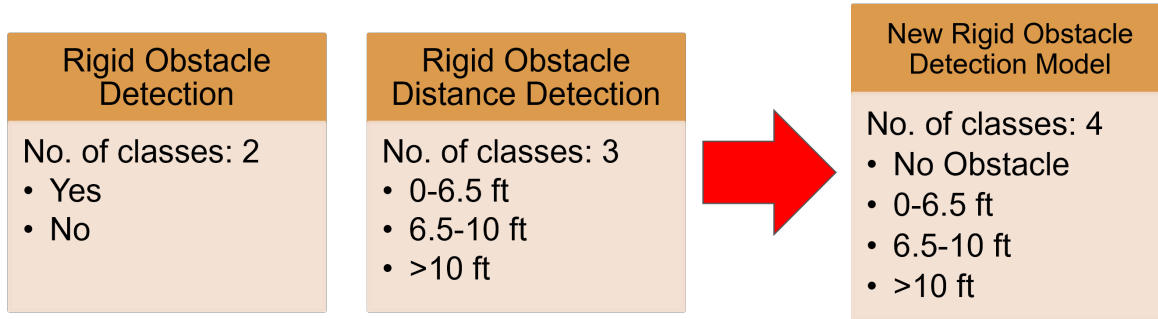 Rigid Obstacle
Detection
No. of classes: 2
• Yes
• No
Rigid Obstacle
Distance Detection
No. of classes: 3
• 0-6.5 ft
• 6.5-10 ft
• >10 ft
New Rigid Obstacle
Detection Model
No. of classes: 4
• No Obstacle
• 0-6.5 ft
• 6.5-10 ft
• >10 ft